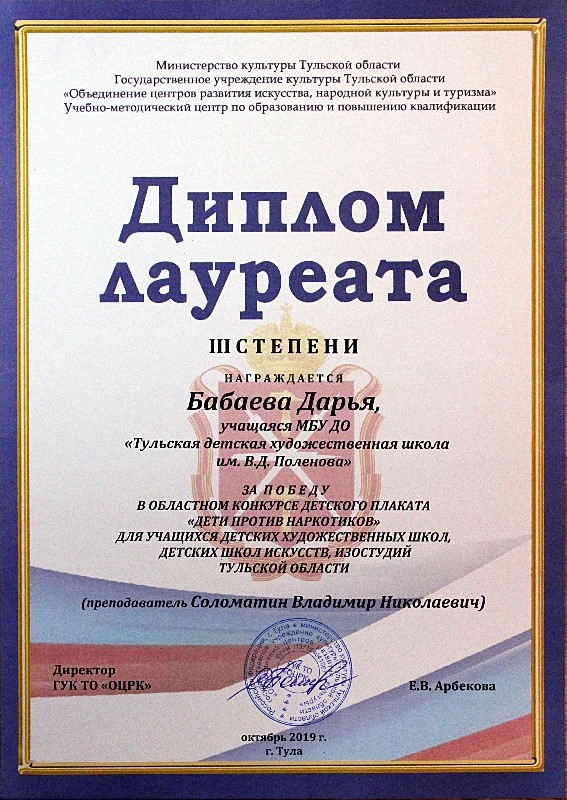 Министерство культуры Тульской области
Государственное учреждение культуры Тульской области
«Объединение центров развития искусства, народной культуры и туризма»
Учебно-методический центр по образованию и повышению квалификации
Диплом
лауреата
III СТЕПЕНИ
НАГРАЖДАЕТСЯ
Бабаева Дарья,
учащаяся МБУ ДО
«Тульская детская художественная школа
им. В.Д. Поленова»
ЗА ПОБЕДУ
В ОБЛАСТНОМ КОНКУРСЕ ДЕТСКОГО ПЛАКАТА
«ДЕТИ ПРОТИВ НАРКОТИКОВ»
ДЛЯ УЧАЩИХСЯ ДЕТСКИХ ХУДОЖЕСТВЕННЫХ ШКОЛ,
ДЕТСКИХ ШКОЛ ИСКУССТВ, ИЗОСТУДИЙ
ТУЛЬСКОЙ ОБЛАСТИ
(преподаватель Соломатин Владимир Николаевич)
Директор
ГУК ТО «ОЦРК»
Е.В. Арбекова
ГУК ТО
"ОЦРК"
октябрь 2019 г.
г. Тула